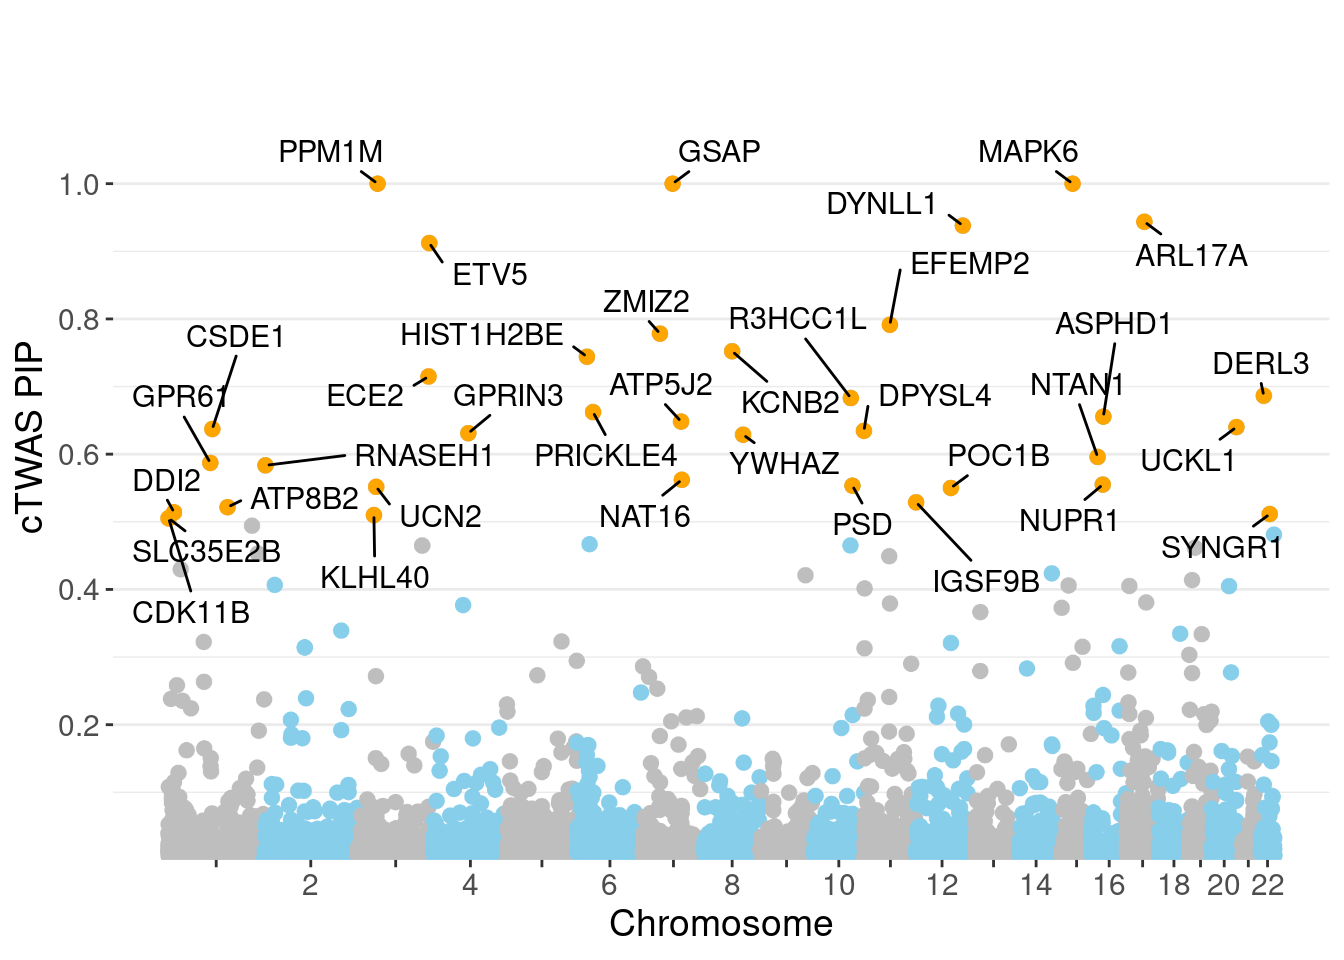 PPM1M GSAP MAPK6
1.0
DYNLL1
ARL17A
EFEMP2
ETV5
ZMIZ2
0.8
R3HCC1L
ASPHD1
CSDE1
HIST1H2BE
DERL3
ATP5J2
NTAN1
GPR61
ECE2
GPRIN3
KCNB2
DPYSL4
0.6
RNASEH1
PRICKLE4
YWHAZ
POC1B
UCKL1
DDI2
ATP8B2
UCN2
NAT16
PSD
NUPR1
SLC35E2B
SYNGR1
KLHL40
IGSF9B
0.4
CDK11B
0.2
cTWAS PIP
2 4 6 8 10 12 14 16 18 20 22
Chromosome